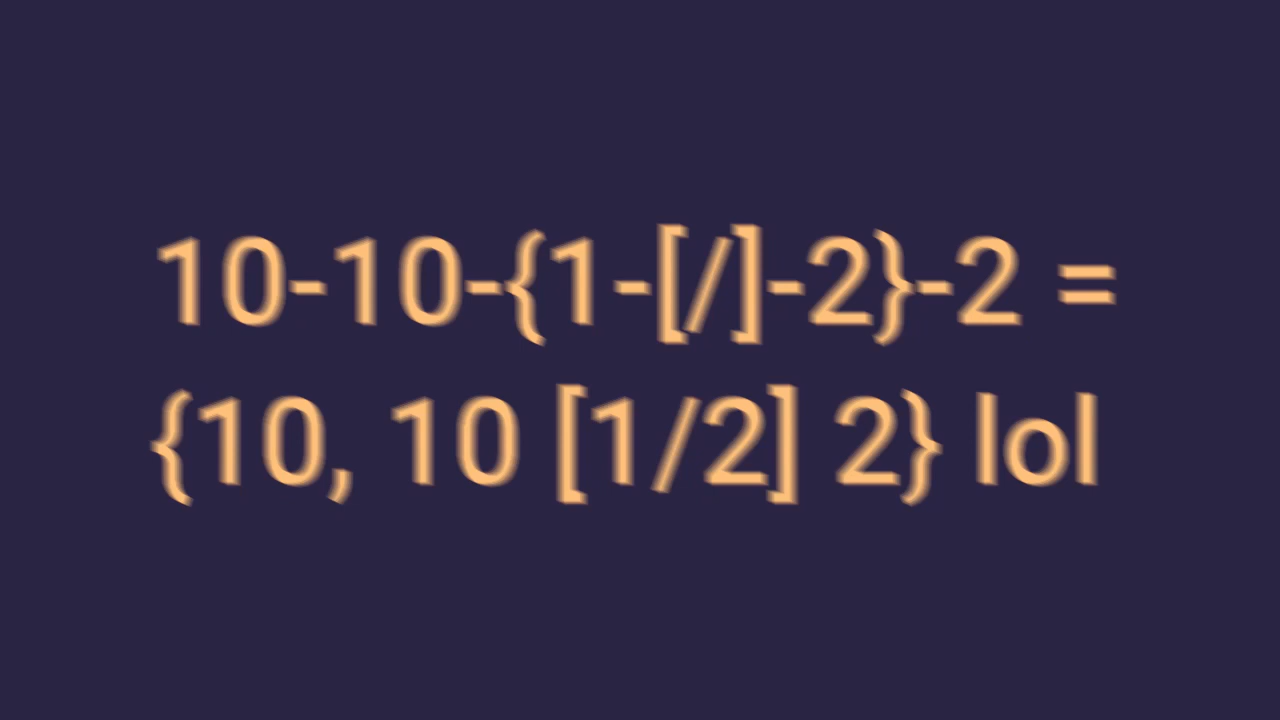 10-10-{1-[/]-2}-2 =
{10, 10 [1/2] 2} lol